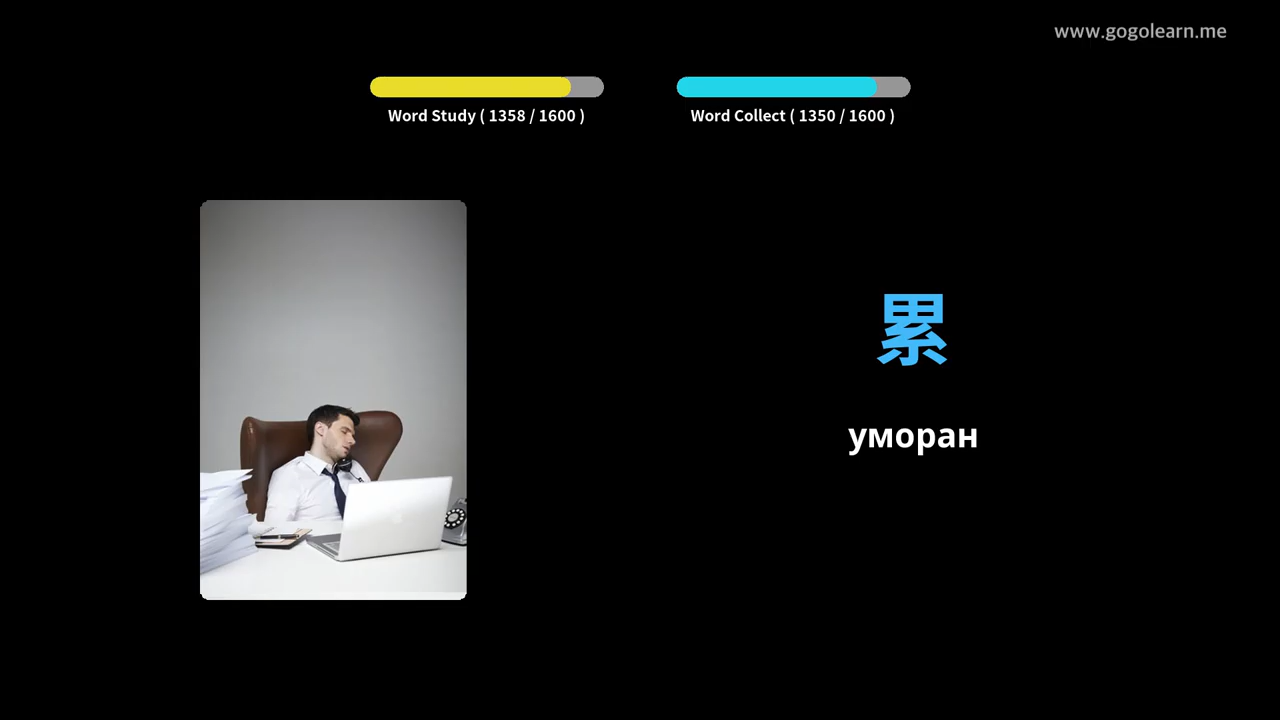 www.gogolearn.me
Word Study ( 1358 / 1600 )
Word Collect ( 1350 / 1600 )
累
уморан